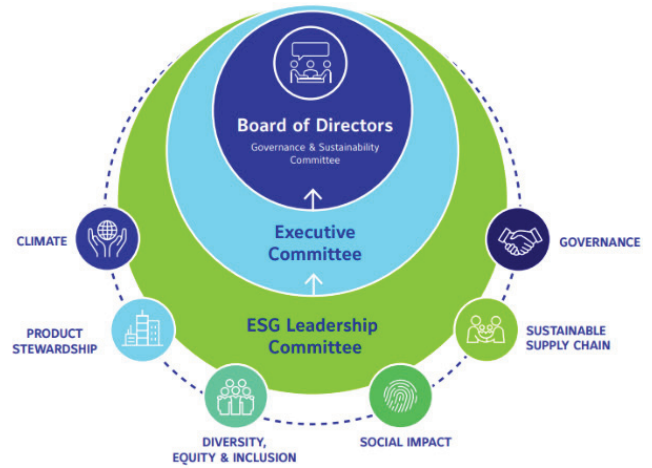 Board of Directors
Governance & Sustainability
Committee
Executive
Committee
ESG Leadership
Committee
CLIMATE
PRODUCT
STEWARDSHIP
DIVERSITY,
EQUITY & INCLUSION
SOCIAL IMPACT
SUSTAINABLE
SUPPLY CHAIN
GOVERNANCE